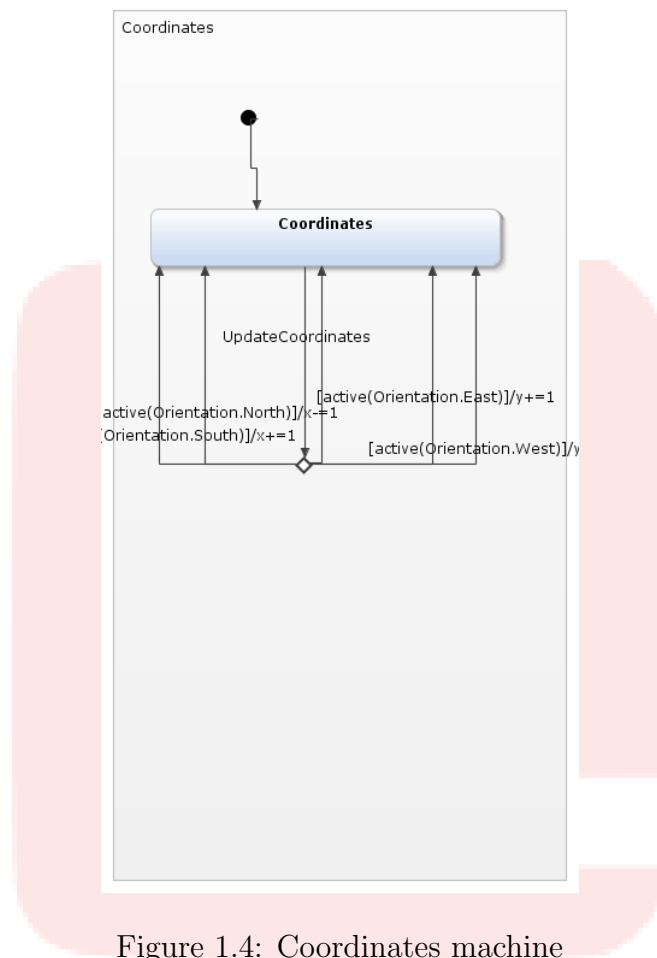 Coordinates
Coordinates
UpdateCoordinates
[active(Orientation.East)]/y+=1
active(Orientation.North)]/x-=1
(Orientation.South)]/x+=1
[active(Orientation.West)]/y
Figure 1.4: Coordinates machine